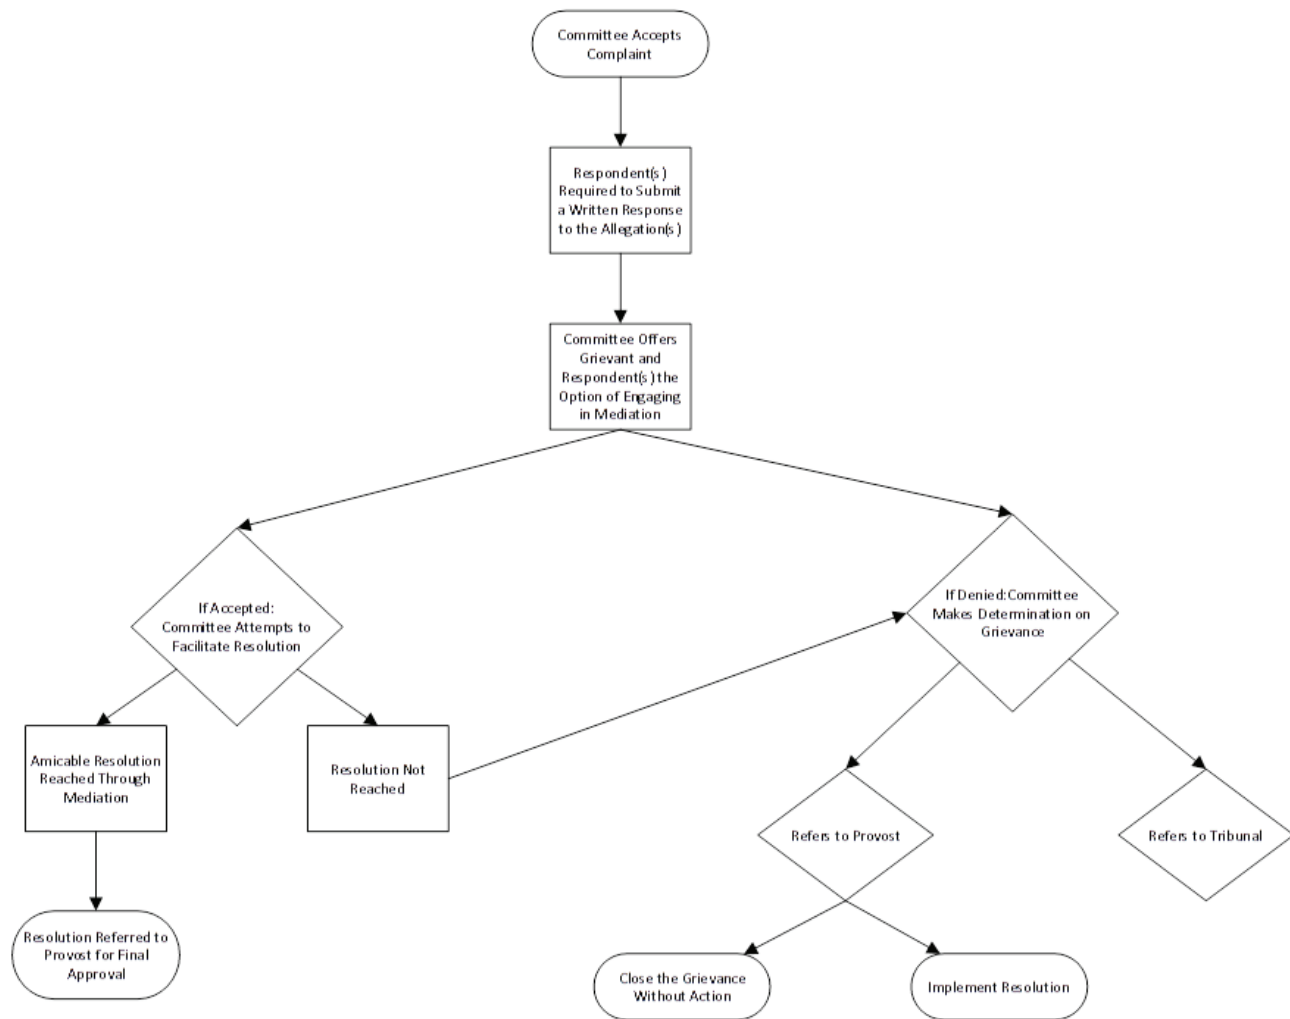 Committee Accepts
Complaint
Respondent(s)
Required to Submit
a Written Response
to the Allegation(s)
Committee Offers
Grievant and
Respondent(s) the
Option of Engaging
in Mediation
If Accepted:
Committee Attempts to
Facilitate Resolution
If Denied:Committee
Makes Determination on
Grievance
Amicable Resolution
Reached Through
Mediation
Resolution Not
Reached
Refers to Provost
Refers to Tribunal
Resolution Referred to
Provost for Final
Approval
Close the Grievance
Without Action
Implement Resolution